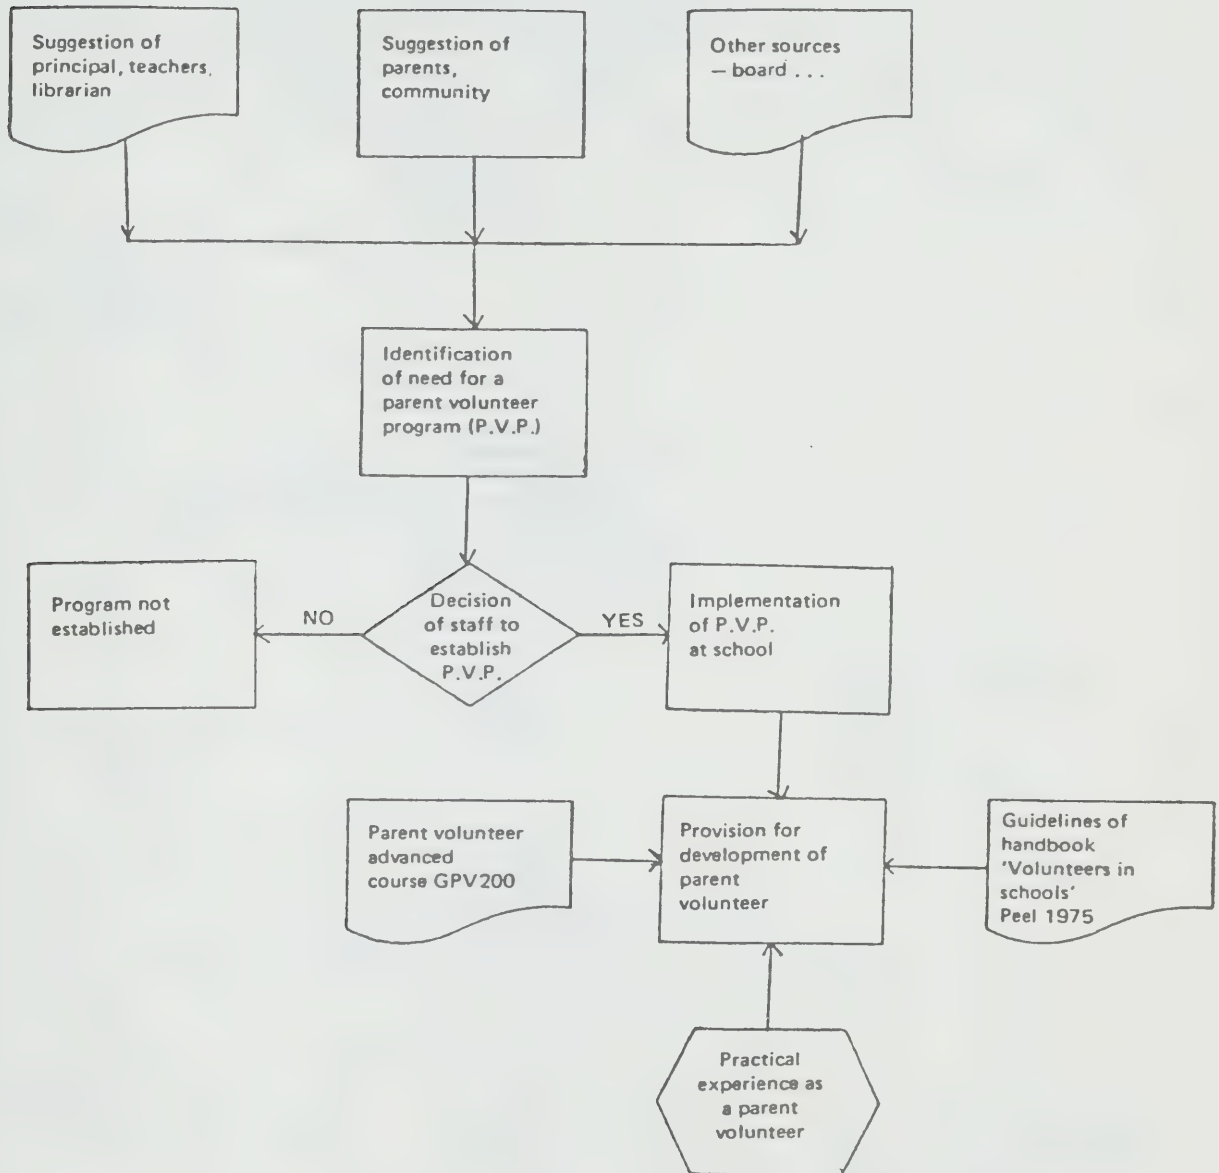 Suggestion of
principal, teachers,
librarian
Suggestion of
parents,
community
Other sources
— board ...
Identification
of need for a
parent volunteer
program (P.V.P.)
Program not
established
NO
Decision
of staff to
establish
P.V.P.
YES
Implementation
of P.V.P.
at school
Parent volunteer
advanced
course GPV200
Provision for
development of
parent
volunteer
Guidelines of
handbook
'Volunteers in
schools'
Peel 1975
Practical
experience as
a parent
volunteer